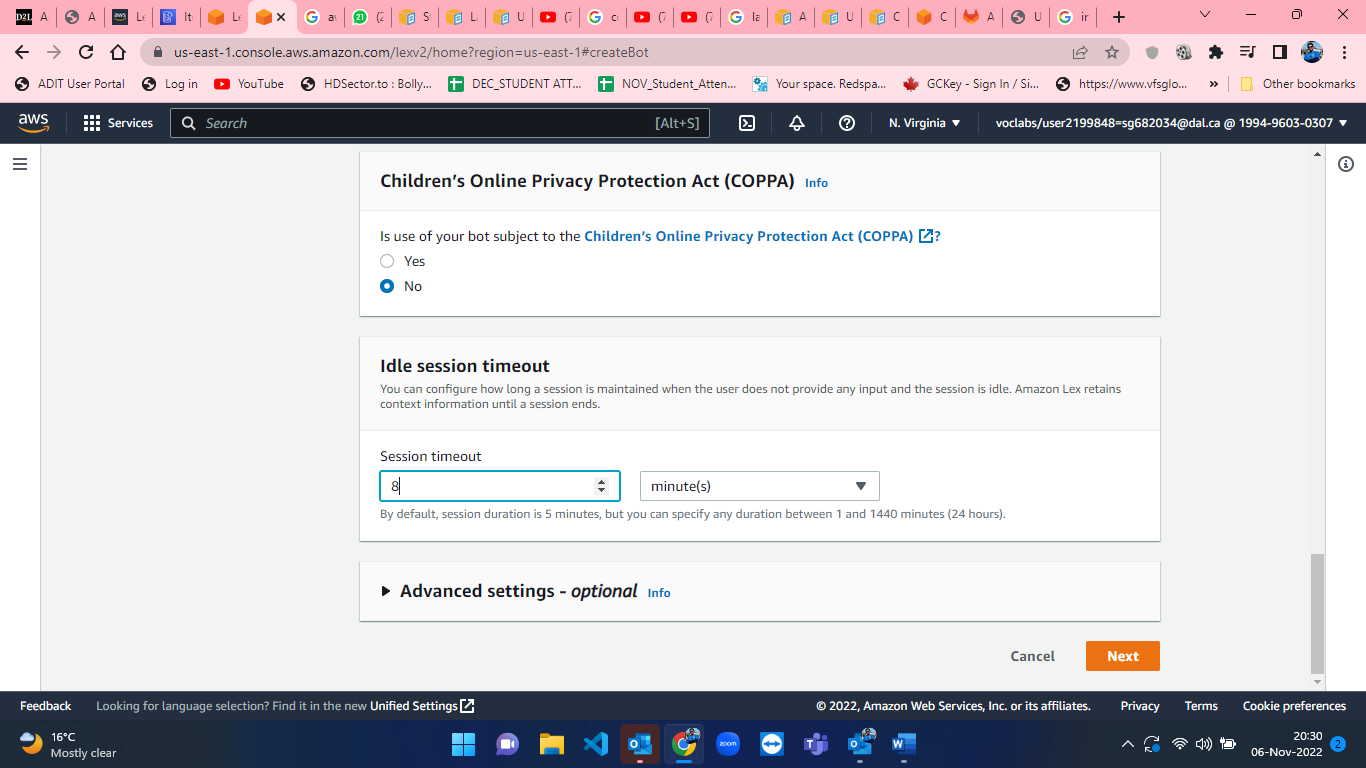 D2L A
A
aws Le
Ite
Le
au
(2
S
La
U
(7
co
(7
(7
la
A
U
C
C
A
U
in
us-east-1.console.aws.amazon.com/lexv2/home?region=us-east-1#createBot
ADIT User Portal
Log in
YouTube
HDSector.to : Bolly...
DEC_STUDENT ATT...
NOV_Student_Atten...
Your space. Redspa...
GCKey - Sign In / Si...
https://www.vfsglo...
»
Other bookmarks
aws
Services
Search
[Alt+S]
N. Virginia
voclabs/user2199848=sg682034@dal.ca @ 1994-9603-0307
Children’s Online Privacy Protection Act (COPPA) Info
Is use of your bot subject to the Children’s Online Privacy Protection Act (COPPA) ?
Yes
No
Idle session timeout
You can configure how long a session is maintained when the user does not provide any input and the session is idle. Amazon Lex retains
context information until a session ends.
Session timeout
8
minute(s)
By default, session duration is 5 minutes, but you can specify any duration between 1 and 1440 minutes (24 hours).
Advanced settings - optional Info
Cancel
Next
Feedback
Looking for language selection? Find it in the new Unified Settings
© 2022, Amazon Web Services, Inc. or its affiliates.
Privacy
Terms
Cookie preferences
16°C
Mostly clear
zoom
20:30
06-Nov-2022
2